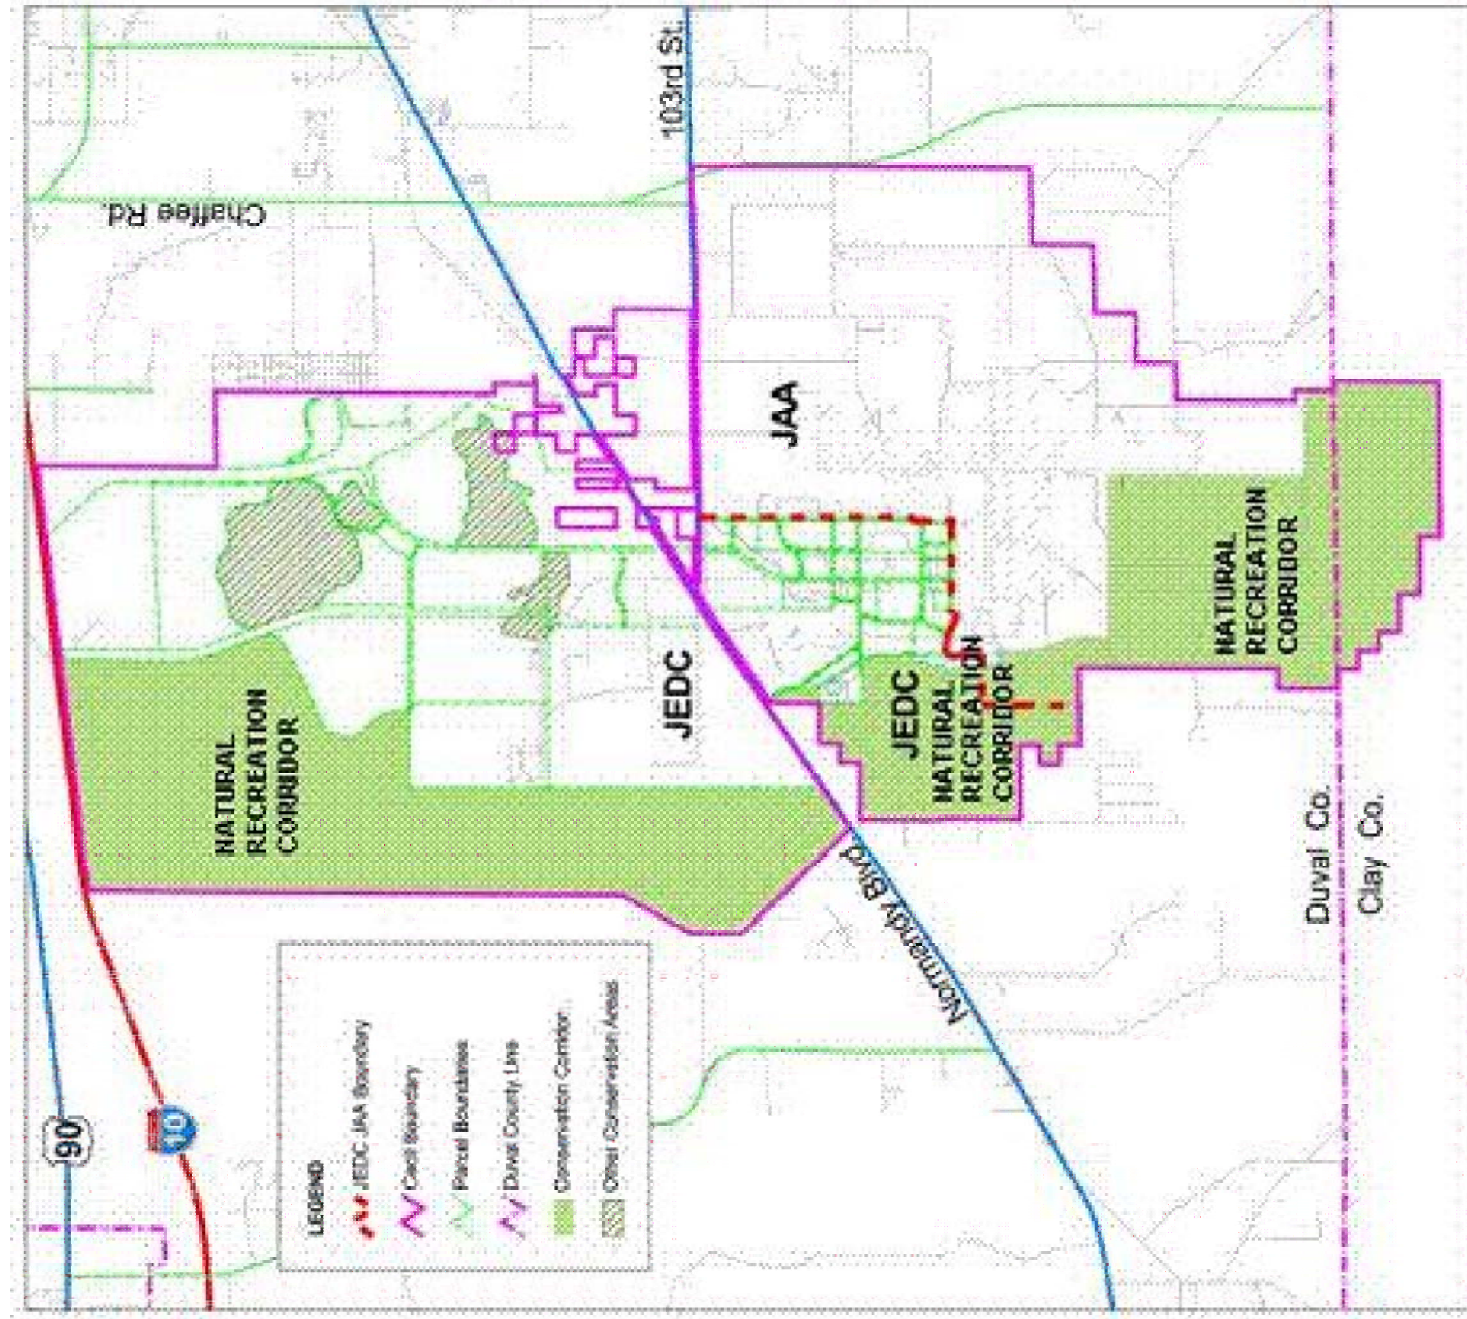 Chaffee Rd.
103rd St.
NATURAL
RECREATION
CORRIDOR
JEDC
JAA
JEDC
NATURAL
RECREATION
CORRIDOR
NATURAL
RECREATION
CORRIDOR
Normandy Blvd
Duval Co.
Clay Co.
90
10
LEGEND
JEDC JAA Boundary
Cecil Boundary
Parcel Boundaries
Duval County Line
Conservation Corridor
Other Conservation Areas